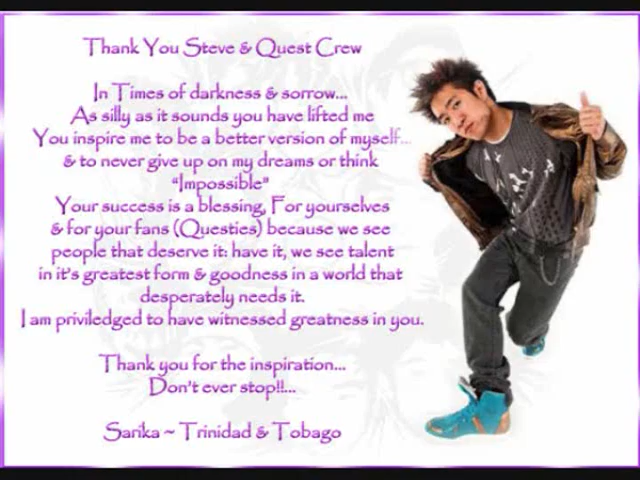 Thank You Steve & Quest Crew
In Times of darkness & sorrow...
As silly as it sounds you have lifted me
You inspire me to be a better version of myself...
& to never give up on my dreams or think
"Impossible"
Your success is a blessing, For yourselves
& for your fans (Questies) because we see
people that deserve it: have it, we see talent
in it's greatest form & goodness in a world that
desperately needs it.
I am priviledged to have witnessed greatness in you.
Thank you for the inspiration...
Don't ever stop!!...
Sarika ~ Trinidad & Tobago